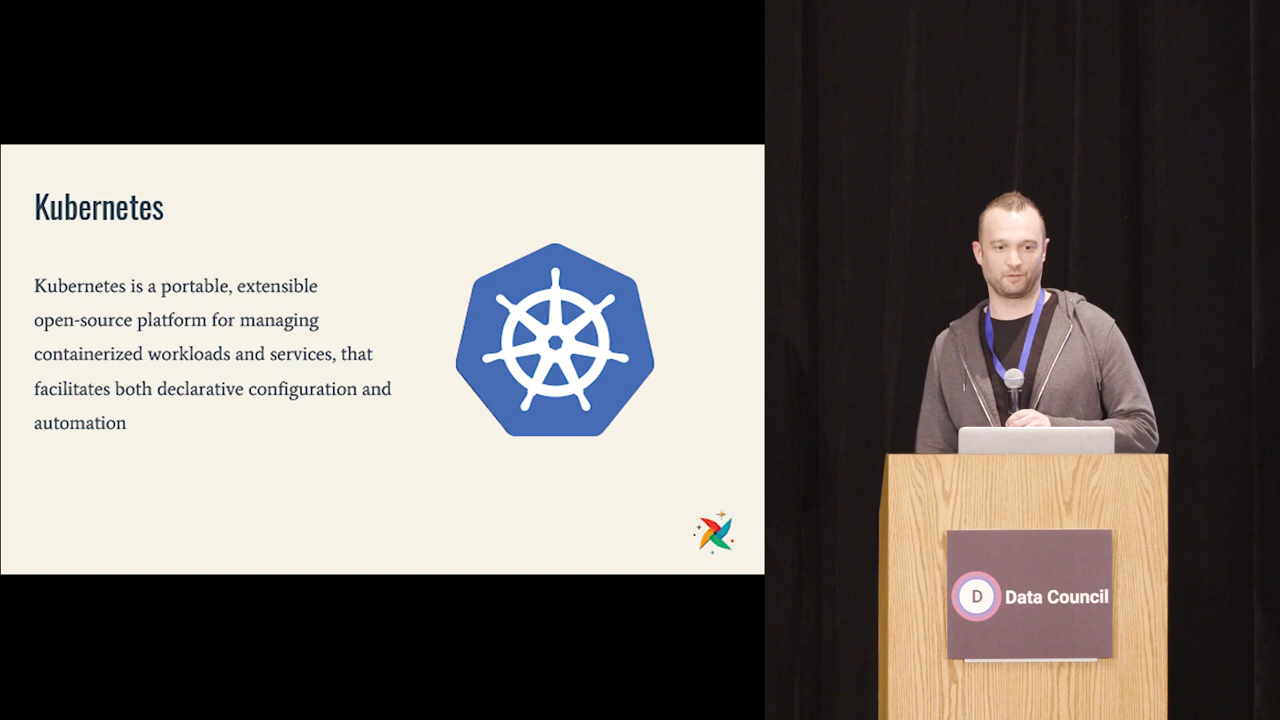 Kubernetes
Kubernetes is a portable, extensible
open-source platform for managing
containerized workloads and services, that
facilitates both declarative configuration and
automation
D
Data Council